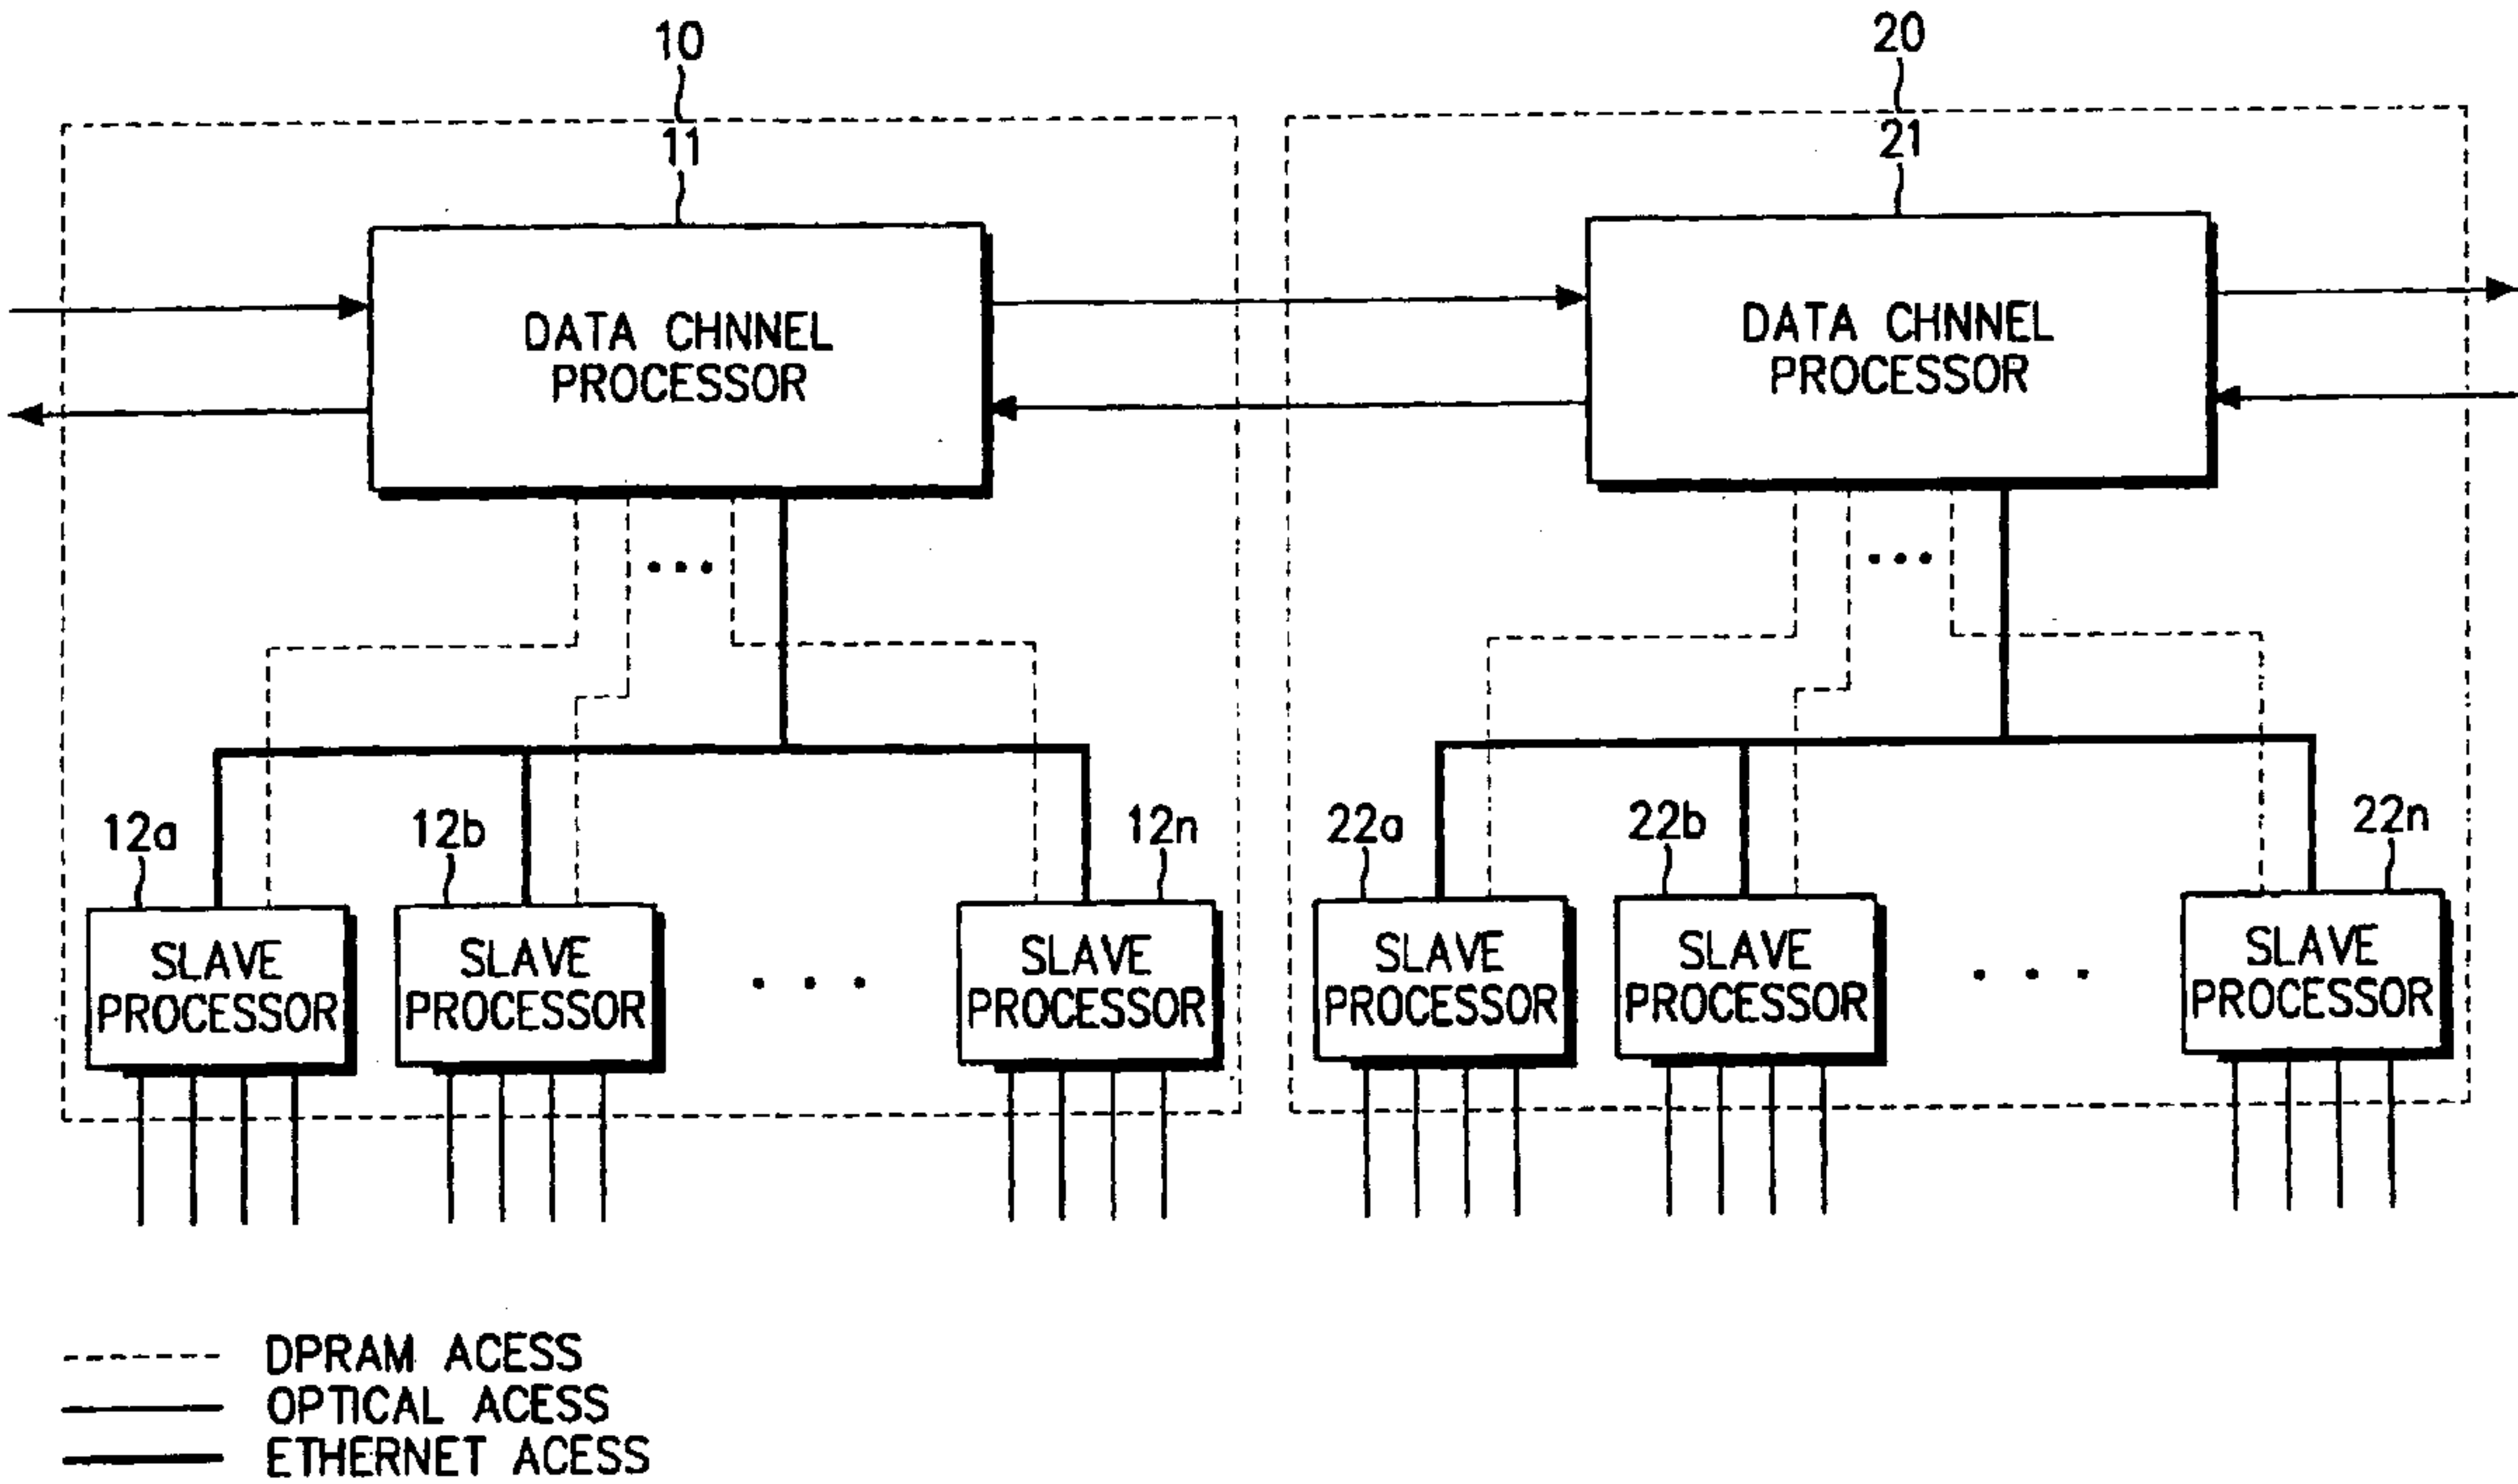 10
20
11
21
DATA CHNNEL
PROCESSOR
DATA CHNNEL
PROCESSOR
12a
12b
12n
22a
22b
22n
SLAVE
PROCESSOR
SLAVE
PROCESSOR
SLAVE
PROCESSOR
SLAVE
PROCESSOR
SLAVE
PROCESSOR
SLAVE
PROCESSOR
DPRAM ACESS
OPTICAL ACESS
ETHERNET ACESS